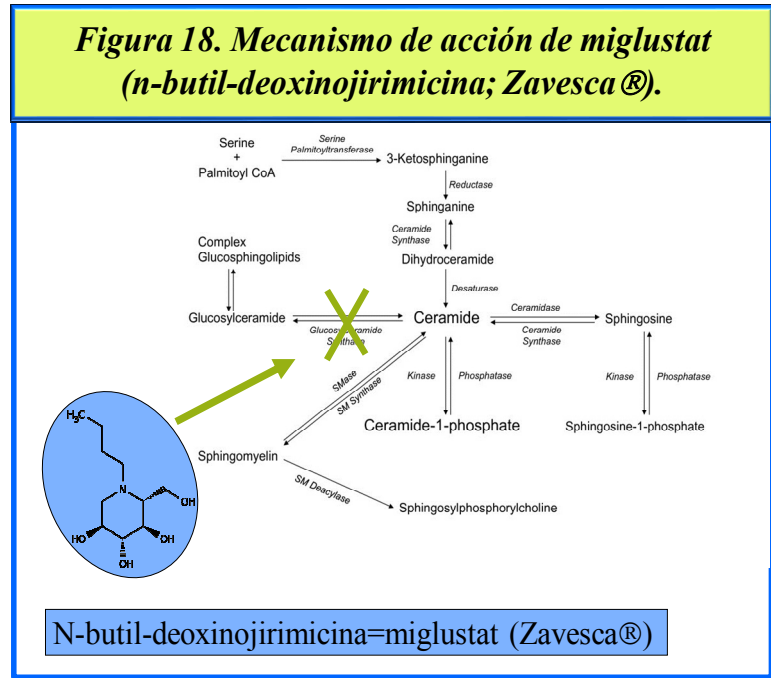 Figura 18. Mecanismo de acción de miglustat
(n-butil-deoxinojirimicina; Zavesca®).
Serine
+
Palmitoyl CoA
Serine
Palmitoyltransferase
3-Ketosphinganine
Reductase
Sphinganine
Ceramide
Synthase
Dihydroceramide
Desaturase
Complex
Glucosphingolipids
Glucosylceramide
Glucosylceramide
Synthase
Ceramide
Ceramidase
Ceramide
Synthase
Sphingosine
SMase
SM Synthase
Kinase
Phosphatase
Kinase
Phosphatase
Ceramide-1-phosphate
Sphingosine-1-phosphate
Sphingomyelin
SM Deacylase
Sphingosylphosphorylcholine
H₃C
N
OH
HO
OH
OH
N-butil-deoxinojirimicina=miglustat (Zavesca®)